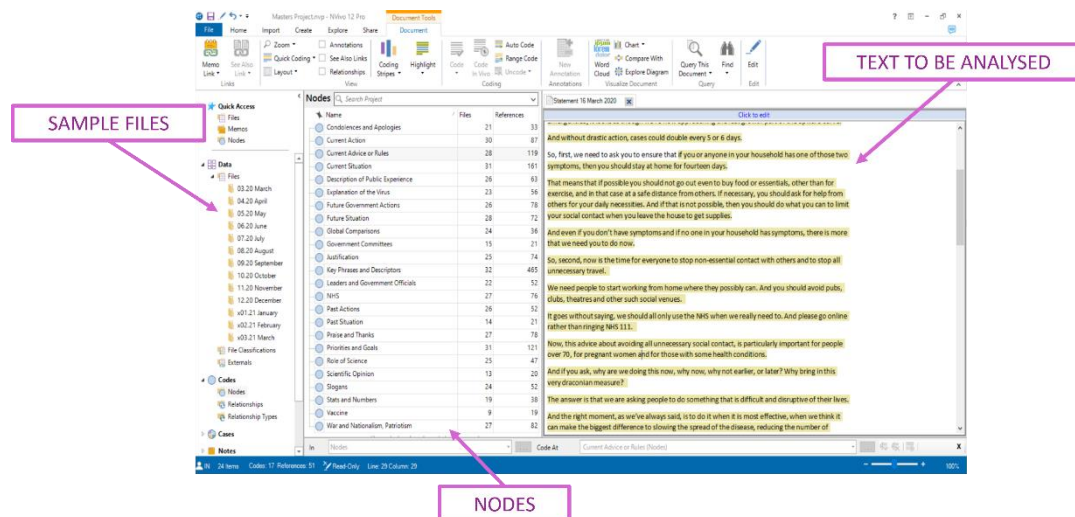 Masters Project.nvp - NVivo 12 Pro
Document Tools
File Home Import Create Explore Share Document
Memo Link
See Also Link
Links
Zoom
Quick Coding
Layout
Annotations
See Also Links
Relationships
View
Coding Stripes
Highlight
Code
Code In Vivo
Auto Code
Range Code
Uncode
Coding
New Annotation
Annotations
Word Cloud
Chart
Compare With
Explore Diagram
Visualize Document
Query This Document
Find
Query
Edit
Edit
TEXT TO BE ANALYSED
SAMPLE FILES
NODES
Quick Access
Files
Memos
Nodes
Data
Files
03.20 March
04.20 April
05.20 May
06.20 June
07.20 July
08.20 August
09.20 September
10.20 October
11.20 November
12.20 December
x01.21 January
x02.21 February
x03.21 March
File Classifications
Externals
Codes
Nodes
Relationships
Relationship Types
Cases
Notes
Nodes Search Project
Name Files References
Condolences and Apologies 21 33
Current Action 30 87
Current Advice or Rules 28 119
Current Situation 31 161
Description of Public Experience 26 63
Explanation of the Virus 23 56
Future Government Actions 26 78
Future Situation 28 72
Global Comparisons 24 36
Government Committees 15 21
Justification 25 74
Key Phrases and Descriptors 32 465
Leaders and Government Officials 22 52
NHS 27 76
Past Actions 26 52
Past Situation 14 21
Praise and Thanks 27 78
Priorities and Goals 31 121
Role of Science 25 47
Scientific Opinion 13 20
Slogans 24 52
Stats and Numbers 19 38
Vaccine 9 19
War and Nationalism, Patriotism 27 82
Statement 16 March 2020
Click to edit
And without drastic action, cases could double every 5 or 6 days.
So, first, we need to ask you to ensure that if you or anyone in your household has one of those two
symptoms, then you should stay at home for fourteen days.
That means that if possible you should not go out even to buy food or essentials, other than for
exercise, and in that case at a safe distance from others. If necessary, you should ask for help from
others for your daily necessities. And if that is not possible, then you should do what you can to limit
your social contact when you leave the house to get supplies.
And even if you don't have symptoms and if no one in your household has symptoms, there is more
that we need you to do now.
So, second, now is the time for everyone to stop non-essential contact with others and to stop all
unnecessary travel.
We need people to start working from home where they possibly can. And you should avoid pubs,
clubs, theatres and other such social venues.
It goes without saying, we should all only use the NHS when we really need to. And please go online
rather than ringing NHS 111.
Now, this advice about avoiding all unnecessary social contact, is particularly important for people
over 70, for pregnant women and for those with some health conditions.
And if you ask, why are we doing this now, why now, why not earlier, or later? Why bring in this
very draconian measure?
The answer is that we are asking people to do something that is difficult and disruptive of their lives.
And the right moment, as we've always said, is to do it when it is most effective, when we think it
can make the biggest difference to slowing the spread of the disease, reducing the number of
In Nodes
Code At Current Advice or Rules (Nodes) X
IN 24 Items Codes: 17 References: 51 Read-Only Line: 29 Column: 29 100%